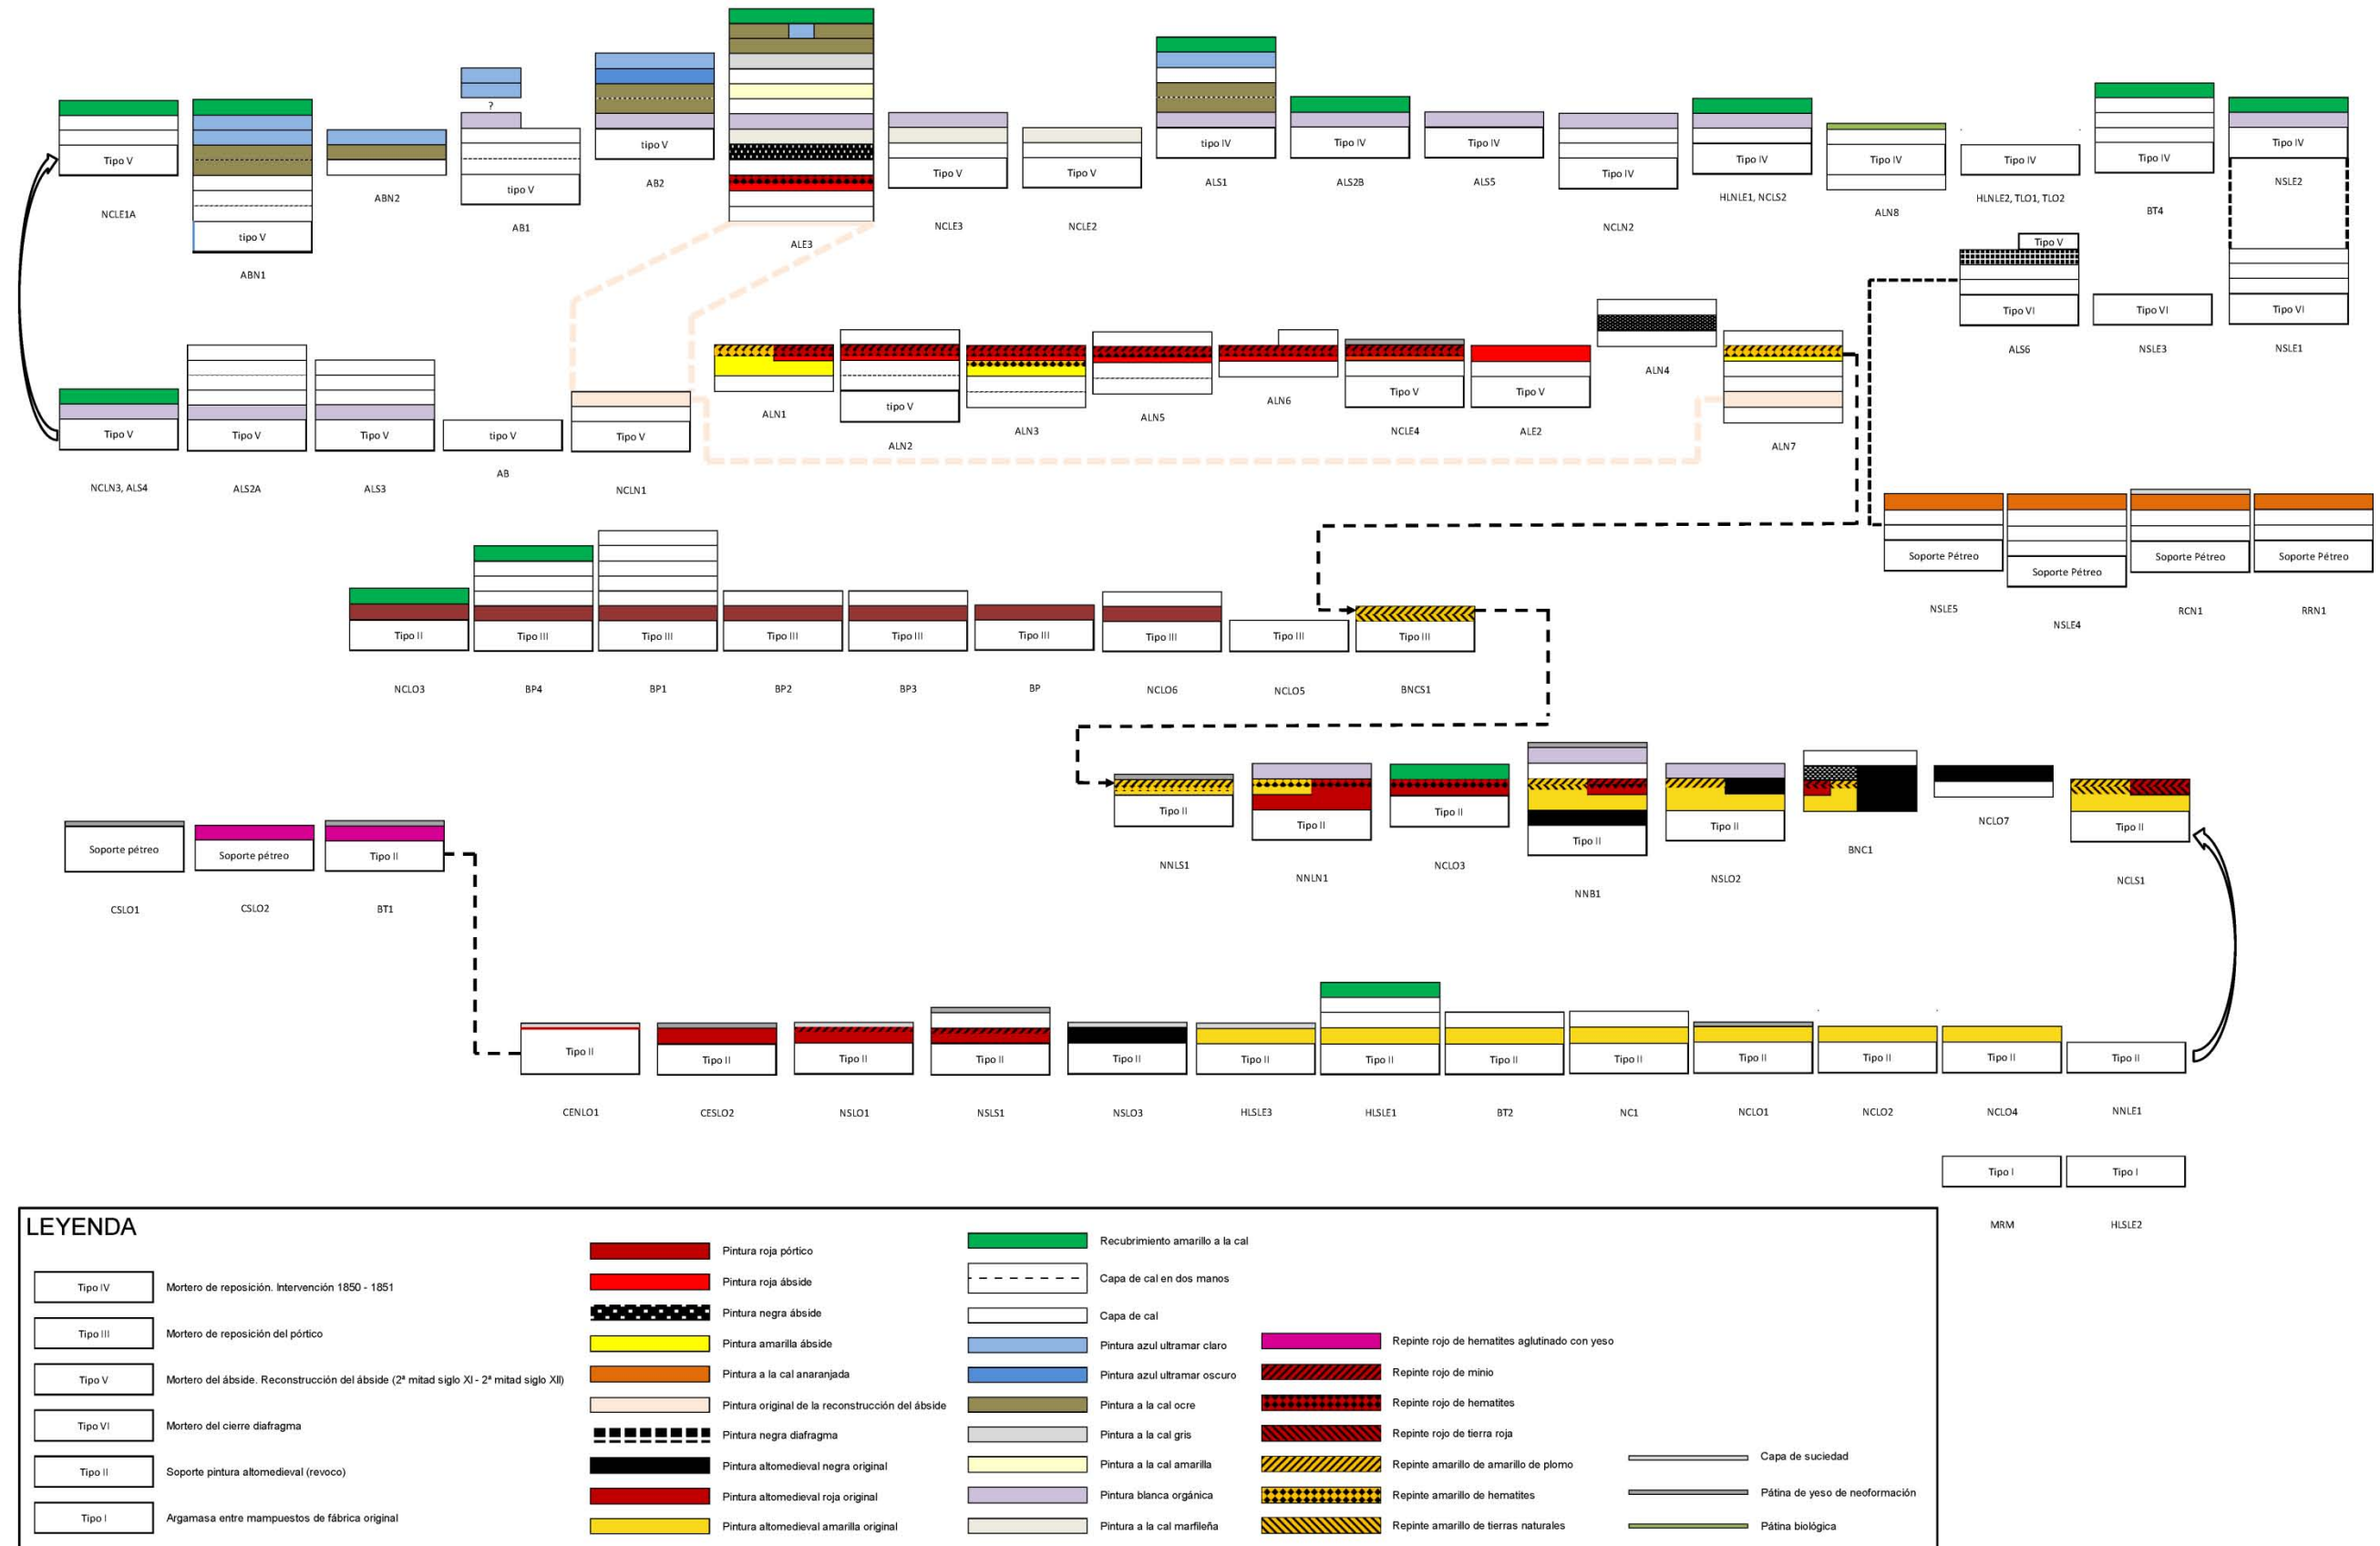 ?
Tipo V
NCLE1A
tipo V
ABN1
ABN2
tipo V
AB1
tipo V
AB2
ALE3
Tipo V
NCLE3
Tipo V
NCLE2
tipo IV
ALS1
Tipo IV
ALS2B
Tipo IV
ALS5
Tipo IV
NCLN2
Tipo IV
HLNLE1, NCLS2
Tipo IV
ALN8
Tipo IV
HLNLE2, TLO1, TLO2
Tipo IV
BT4
Tipo IV
NSLE2
Tipo V
Tipo VI
ALS6
Tipo VI
NSLE3
Tipo VI
NSLE1
Tipo V
NCLN3, ALS4
Tipo V
ALS2A
Tipo V
ALS3
tipo V
AB
Tipo V
NCLN1
ALN1
tipo V
ALN2
ALN3
ALN5
ALN6
Tipo V
NCLE4
Tipo V
ALE2
ALN4
ALN7
Soporte Pétreo
NSLE5
Soporte Pétreo
NSLE4
Soporte Pétreo
RCN1
Soporte Pétreo
RRN1
Tipo II
NCLO3
Tipo III
BP4
Tipo III
BP1
Tipo III
BP2
Tipo III
BP3
Tipo III
BP
Tipo III
NCLO6
Tipo III
NCLO5
Tipo III
BNCS1
Tipo II
NNLS1
Tipo II
NNLN1
Tipo II
NCLO3
Tipo II
NNB1
Tipo II
NSLO2
BNC1
NCLO7
Tipo II
NCLS1
Soporte pétreo
CSLO1
Soporte pétreo
CSLO2
Tipo II
BT1
Tipo II
CENLO1
Tipo II
CESLO2
Tipo II
NSLO1
Tipo II
NSLS1
Tipo II
NSLO3
Tipo II
HLSLE3
Tipo II
HLSLE1
Tipo II
BT2
Tipo II
NC1
Tipo II
NCLO1
Tipo II
NCLO2
Tipo II
NCLO4
Tipo II
NNLE1
Tipo I
MRM
Tipo I
HLSLE2
LEYENDA
Tipo IV
Mortero de reposición. Intervención 1850 - 1851
Tipo III
Mortero de reposición del pórtico
Tipo V
Mortero del ábside. Reconstrucción del ábside (2ª mitad siglo XI - 2ª mitad siglo XII)
Tipo VI
Mortero del cierre diafragma
Tipo II
Soporte pintura altomedieval (revoco)
Tipo I
Argamasa entre mampuestos de fábrica original
Pintura roja pórtico
Pintura roja ábside
Pintura negra ábside
Pintura amarilla ábside
Pintura a la cal anaranjada
Pintura original de la reconstrucción del ábside
Pintura negra diafragma
Pintura altomedieval negra original
Pintura altomedieval roja original
Pintura altomedieval amarilla original
Recubrimiento amarillo a la cal
Capa de cal en dos manos
Capa de cal
Pintura azul ultramar claro
Pintura azul ultramar oscuro
Pintura a la cal ocre
Pintura a la cal gris
Pintura a la cal amarilla
Pintura blanca orgánica
Pintura a la cal marfileña
Repinte rojo de hematites aglutinado con yeso
Repinte rojo de minio
Repinte rojo de hematites
Repinte rojo de tierra roja
Repinte amarillo de amarillo de plomo
Repinte amarillo de hematites
Repinte amarillo de tierras naturales
Capa de suciedad
Pátina de yeso de neoformación
Pátina biológica